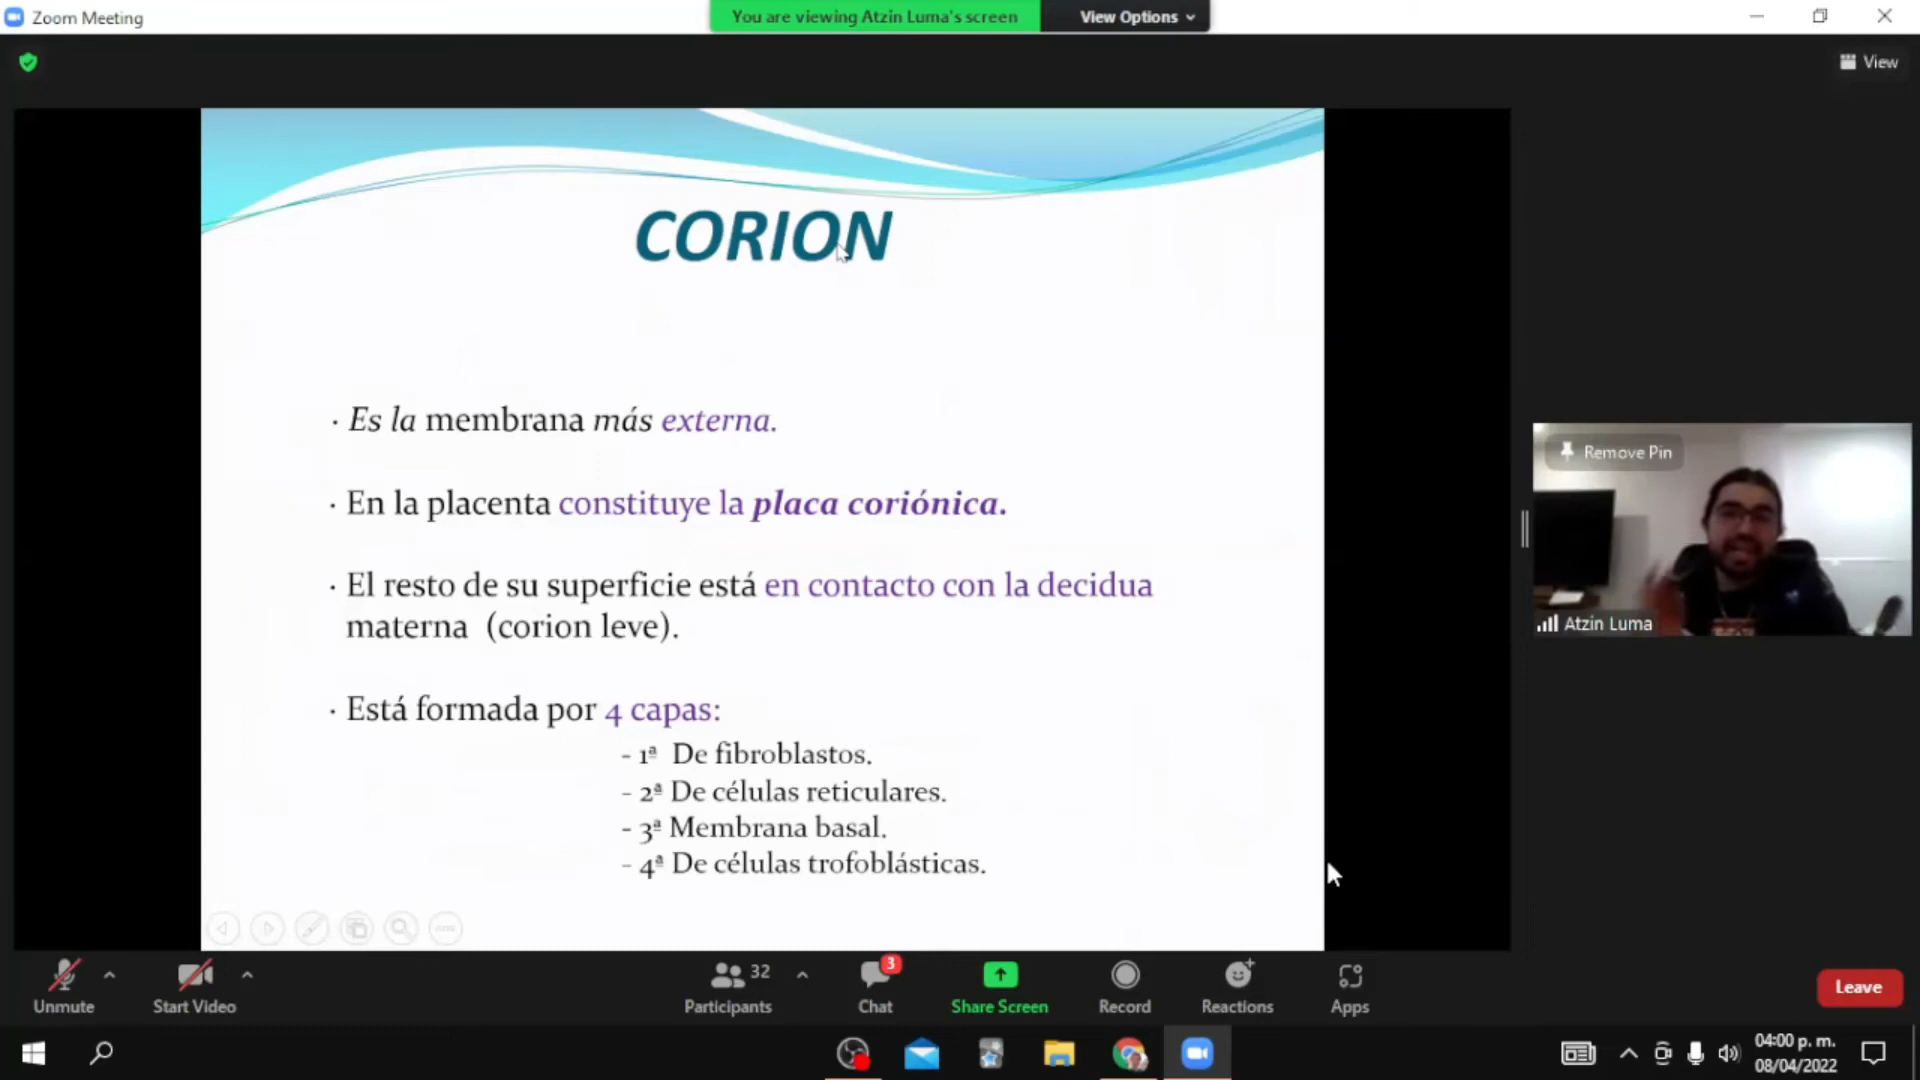 Zoom Meeting
You are viewing Atzin Luma's screen
View Options
View
CORION
· Es la membrana más externa.
· En la placenta constituye la placa coriónica.
· El resto de su superficie está en contacto con la decidua
materna (corion leve).
· Está formada por 4 capas:
- 1ª De fibroblastos.
- 2ª De células reticulares.
- 3ª Membrana basal.
- 4ª De células trofoblásticas.
Remove Pin
Atzin Luma
Unmute
Start Video
32
Participants
3
Chat
Share Screen
Record
Reactions
Apps
Leave
04:00 p. m.
08/04/2022